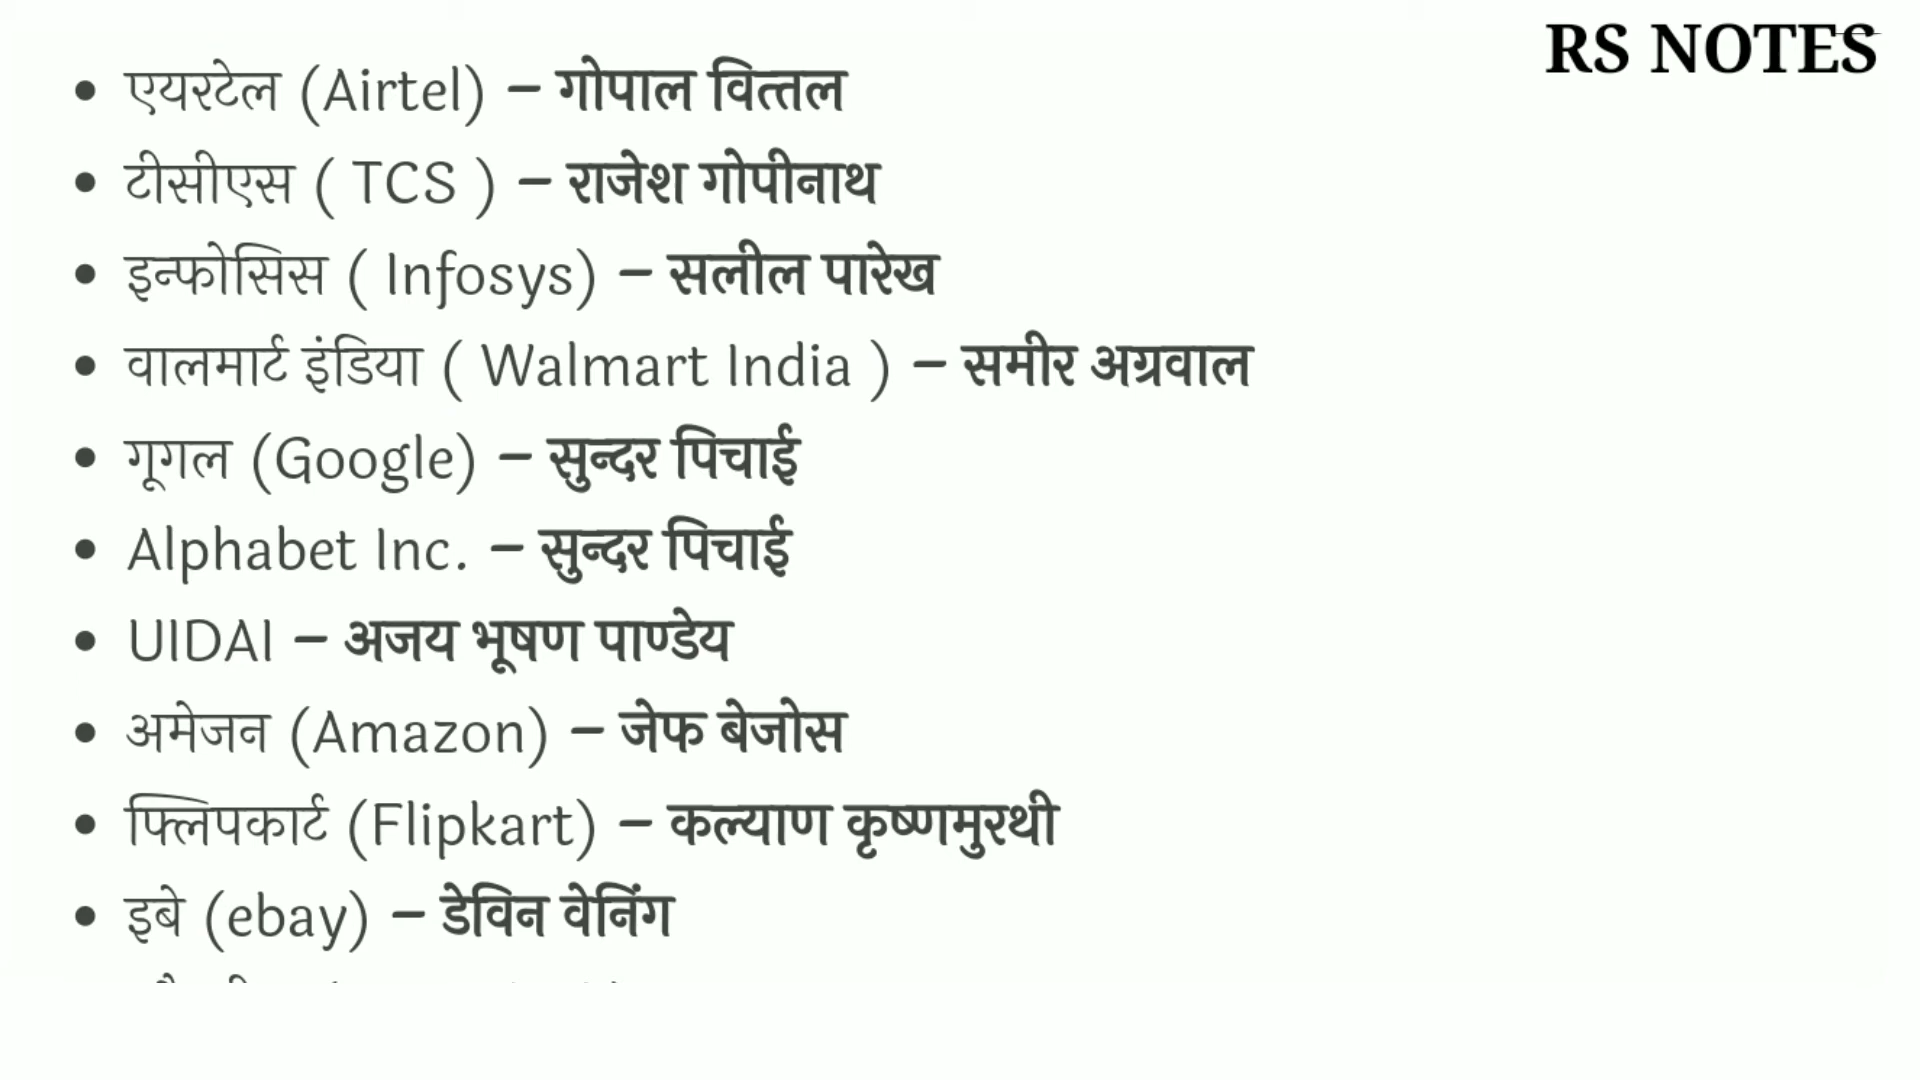 RS NOTES
• एयरटेल (Airtel) – गोपाल वित्तल
• टीसीएस ( TCS ) – राजेश गोपीनाथ
• इन्फोसिस ( Infosys) – सलील पारेख
• वालमार्ट इंडिया ( Walmart India ) – समीर अग्रवाल
• गूगल (Google) – सुन्दर पिचाई
• Alphabet Inc. – सुन्दर पिचाई
• UIDAI – अजय भूषण पाण्डेय
• अमेजन (Amazon) – जेफ बेजोस
• फ्लिपकार्ट (Flipkart) – कल्याण कृष्णमुरथी
• इबे (ebay) – डेविन वेनिंग